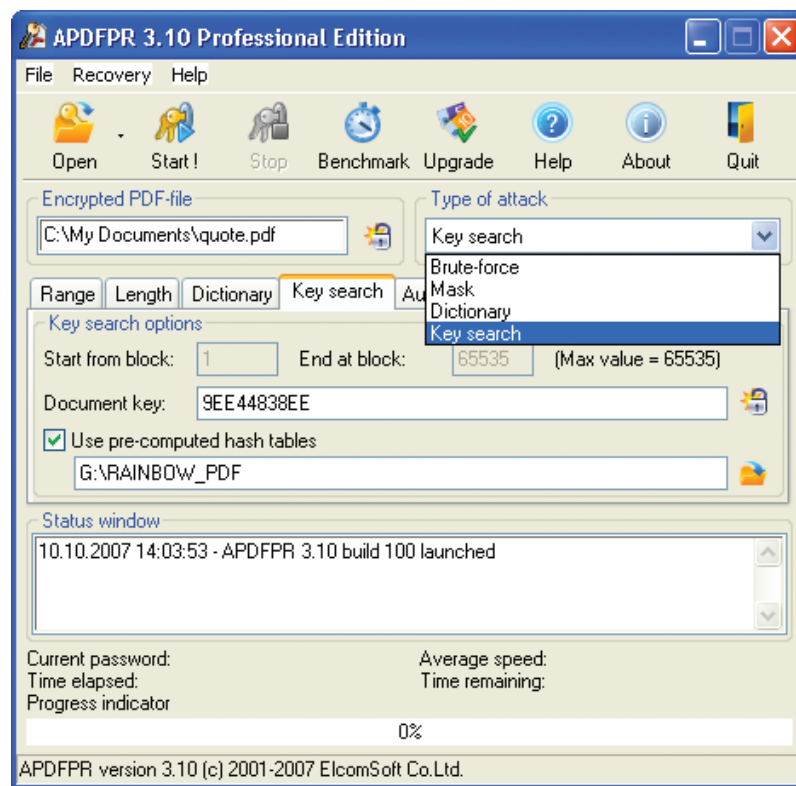 APDFPR 3.10 Professional Edition
File Recovery Help
Open Start! Stop Benchmark Upgrade Help About Quit
Encrypted PDF-file Type of attack
C:\My Documents\quote.pdf Key search
Brute-force
Mask
Dictionary
Key search
Range Length Dictionary Key search Au
Key search options
Start from block: 1 End at block: 65535 (Max value = 65535)
Document key: 9EE44838EE
Use pre-computed hash tables
G:\RAINBOW_PDF
Status window
10.10.2007 14:03:53 - APDFPR 3.10 build 100 launched
Current password: Average speed:
Time elapsed: Time remaining:
Progress indicator
0%
APDFPR version 3.10 (c) 2001-2007 ElcomSoft Co.Ltd.